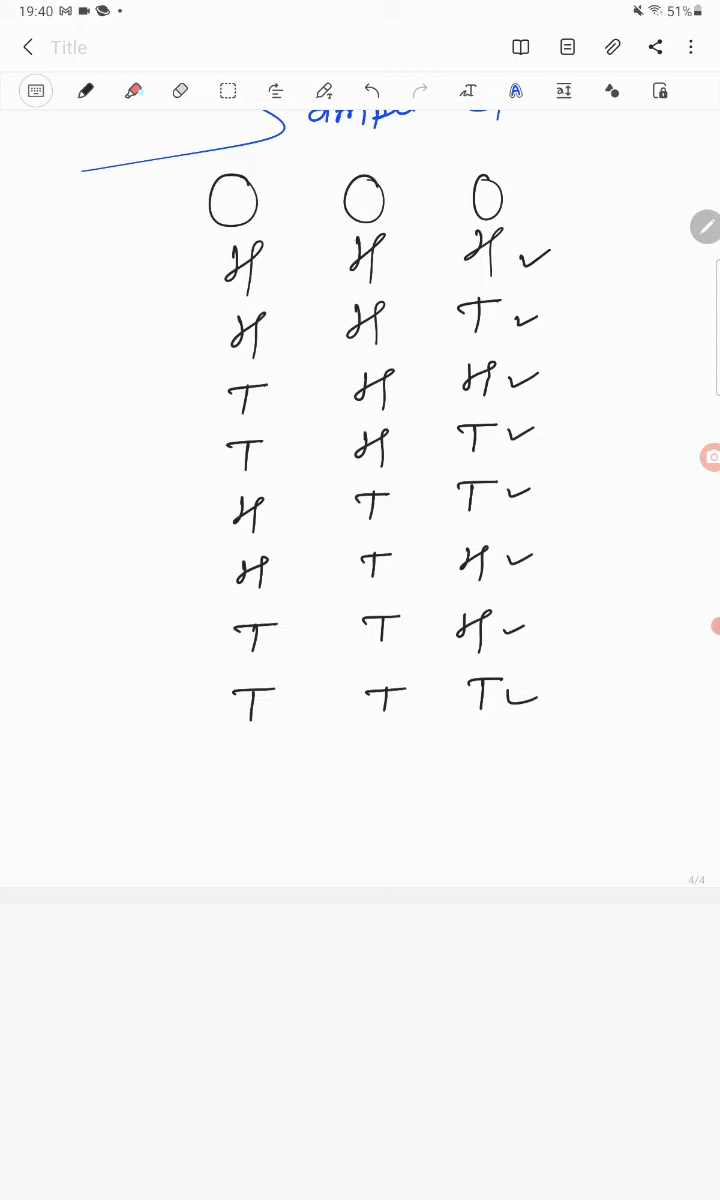 19:40 51%
Title
H H H ✓
H H T ✓
T H H ✓
T H T ✓
H T T ✓
H T H ✓
T T H ✓
T T T ✓
4/4